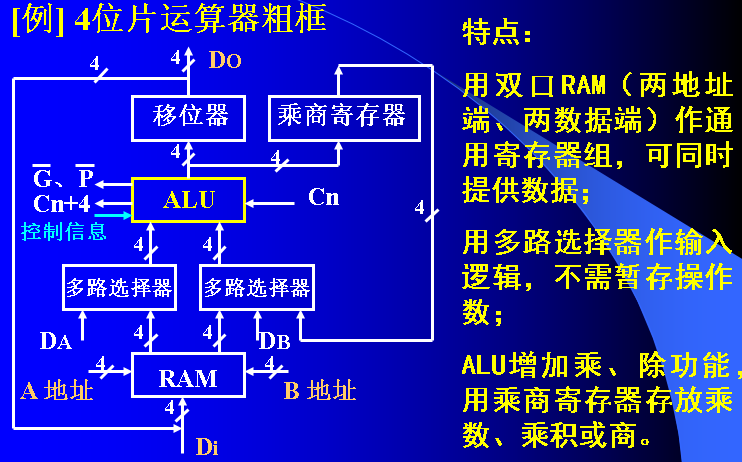 [例] 4位片运算器粗框
4
4
DO
移位器
乘商寄存器
4
4
G、P
Cn+4
控制信息
ALU
Cn
4
4
4
多路选择器
多路选择器
DA
4
4
DB
4
4
A 地址
RAM
B 地址
4
Di
特点：
用双口RAM（两地址
端、两数据端）作通
用寄存器组，可同时
提供数据；
用多路选择器作输入
逻辑，不需暂存操作
数；
ALU增加乘、除功能，
用乘商寄存器存放乘
数、乘积或商。